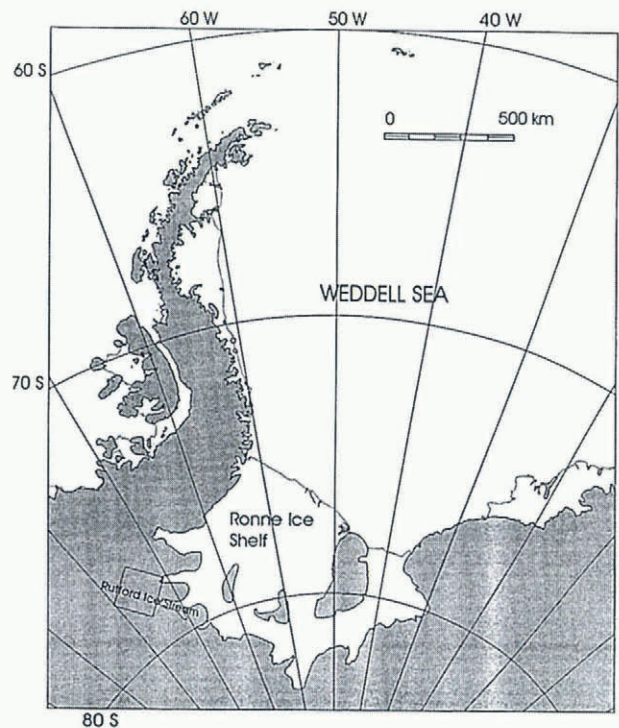 60 W
50 W
40 W
60 S
0
500 km
WEDDELL SEA
70 S
Ronne Ice
Shelf
Rutford Ice Stream
80 S